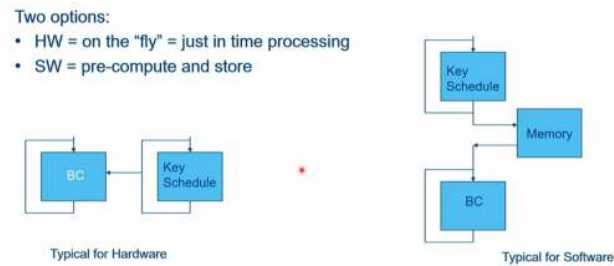 Two options:
• HW = on the “fly” = just in time processing
• SW = pre-compute and store
Key
Schedule
Memory
BC
Key
Schedule
BC
Typical for Hardware
Typical for Software